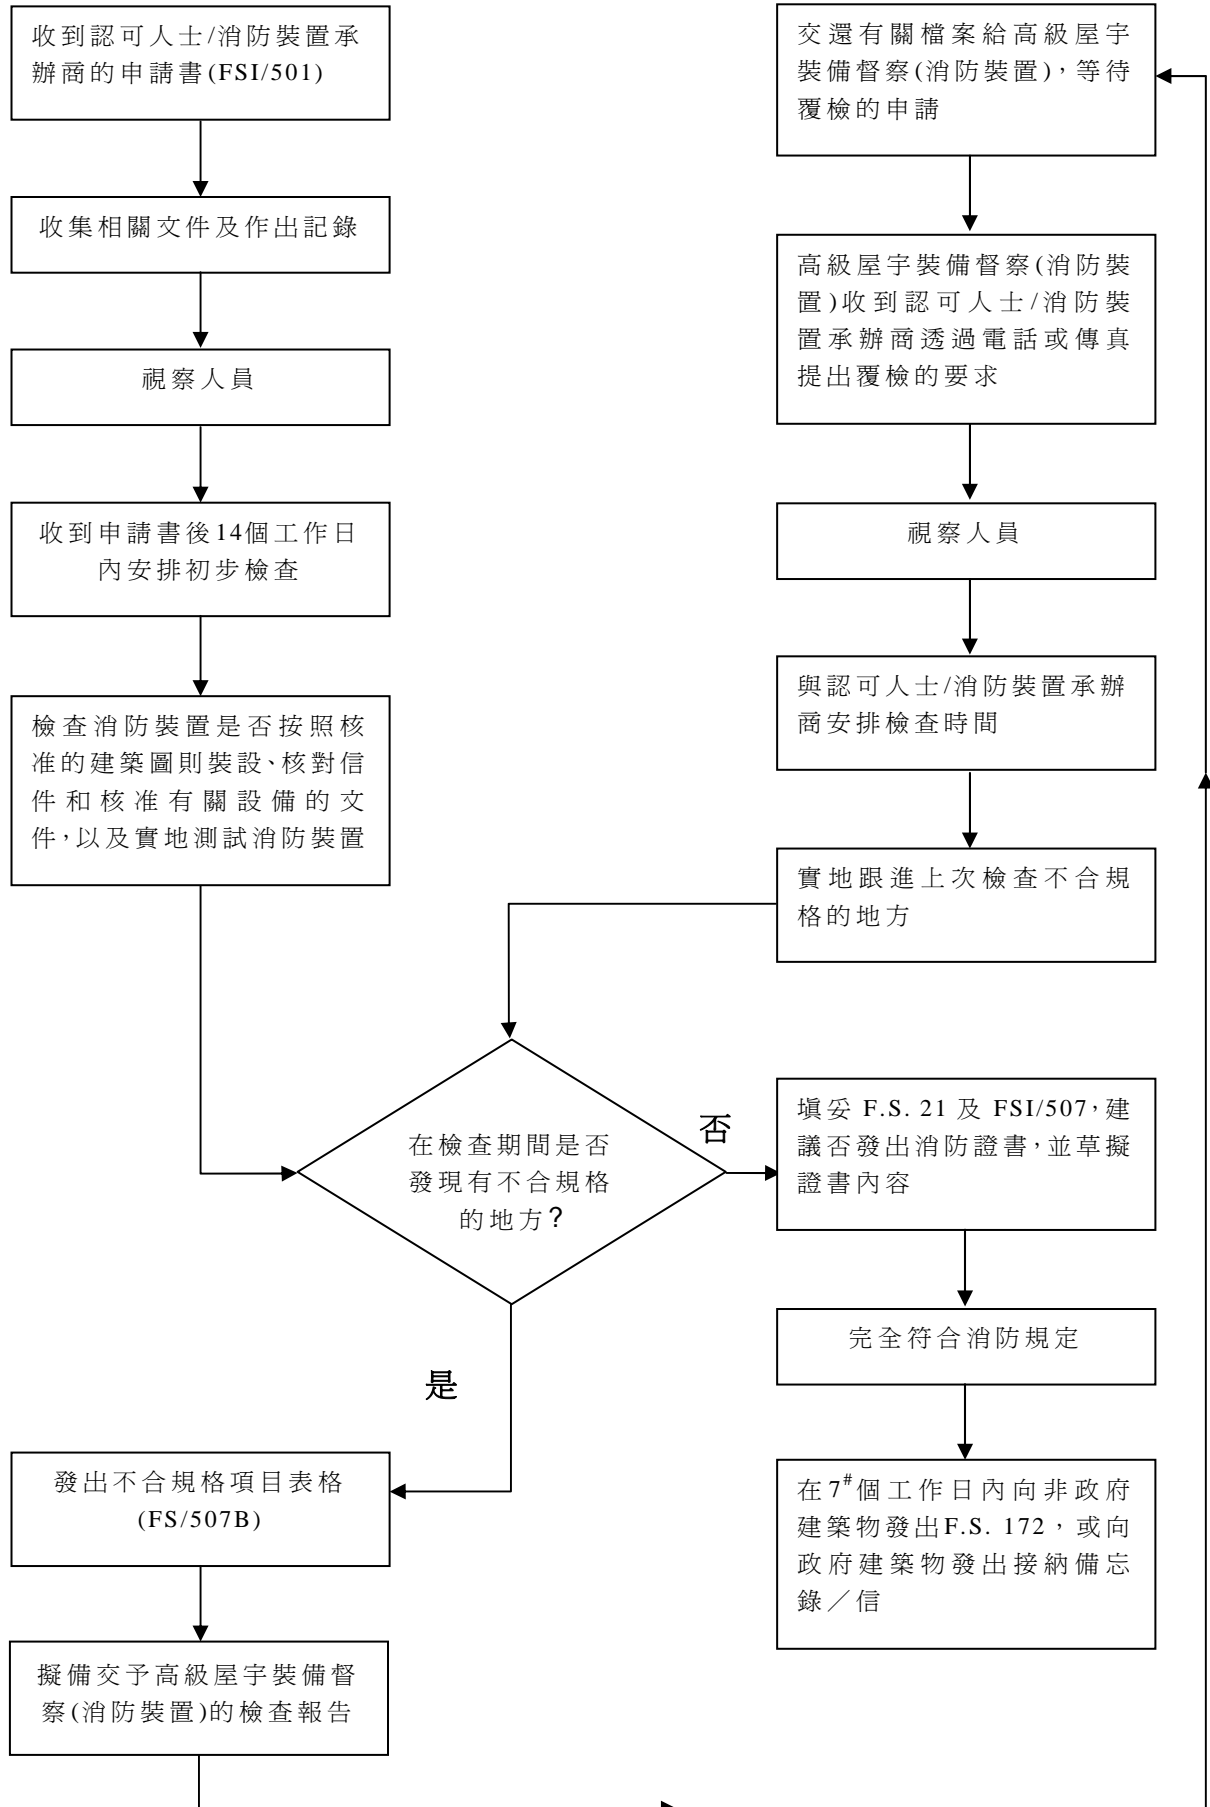 收到認可人士/消防裝置承
辦商的申請書(FSI/501)
收集相關文件及作出記錄
視察人員
收到申請書後14個工作日
內安排初步檢查
檢查消防裝置是否按照核
准的建築圖則裝設、核對信
件和核准有關設備的文
件，以及實地測試消防裝置
交還有關檔案給高級屋宇
裝備督察(消防裝置)，等待
覆檢的申請
高級屋宇裝備督察(消防裝
置)收到認可人士/消防裝
置承辦商透過電話或傳真
提出覆檢的要求
視察人員
與認可人士/消防裝置承辦
商安排檢查時間
實地跟進上次檢查不合規
格的地方
在檢查期間是否
發現有不合規格
的地方?
否
填妥 F.S. 21 及 FSI/507，建
議否發出消防證書，並草擬
證書內容
完全符合消防規定
在7#個工作日內向非政府
建築物發出F.S. 172，或向
政府建築物發出接納備忘
錄／信
是
發出不合規格項目表格
(FS/507B)
擬備交予高級屋宇裝備督
察(消防裝置)的檢查報告